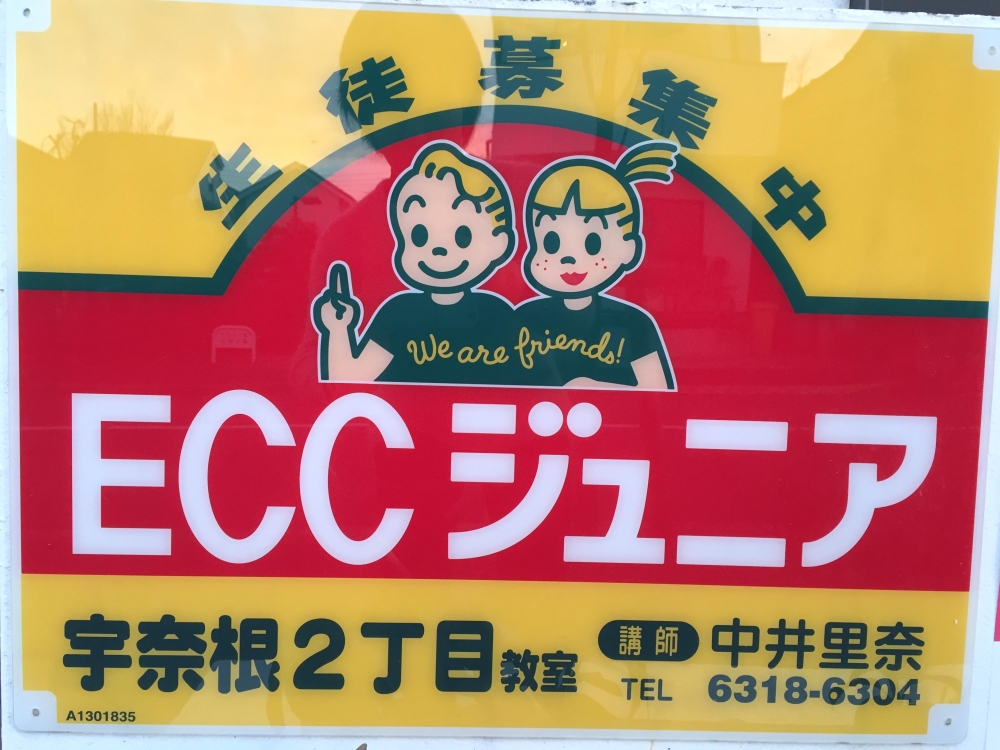 生徒募集中
We are friends!
ECCジュニア
宇奈根2丁目教室
講師 中井里奈
TEL 6318-6304
A1301835